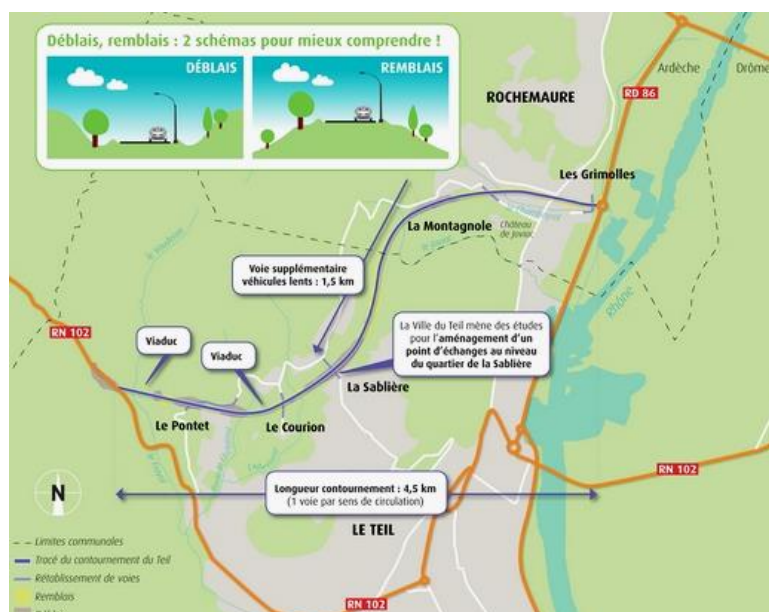 Déblais, remblais : 2 schémas pour mieux comprendre !
DÉBLAIS
REMBLAIS
Ardèche
Drôme
ROCHEMAURE
RD 86
Les Grimolles
La Montagnole
Château
de Joviac
Rhône
Voie supplémentaire
véhicules lents : 1,5 km
RN 102
Viaduc
Viaduc
La Ville du Teil mène des études
pour l'aménagement d'un
point d'échanges au niveau
du quartier de la Sablière
La Sablière
Le Pontet
Le Courion
RN 102
N
Longueur contournement : 4,5 km
(1 voie par sens de circulation)
LE TEIL
Limites communales
Tracé du contournement du Teil
Rétablissement de voies
Remblais
RN 102